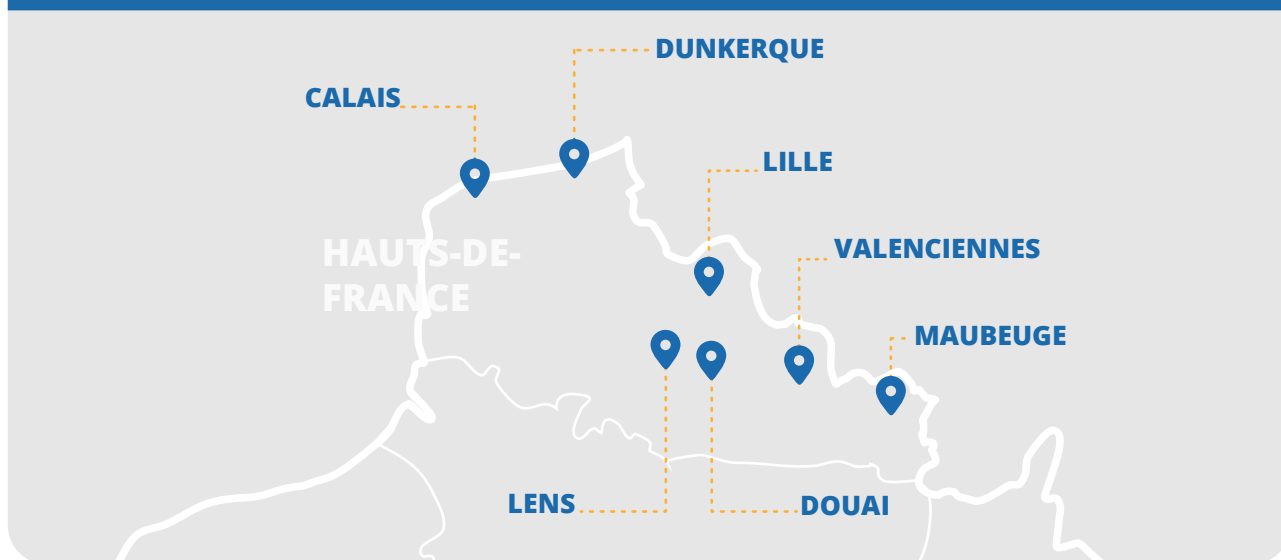 DUNKERQUE
CALAIS
LILLE
HAUTS-DE-
FRANCE
VALENCIENNES
MAUBEUGE
LENS
DOUAI